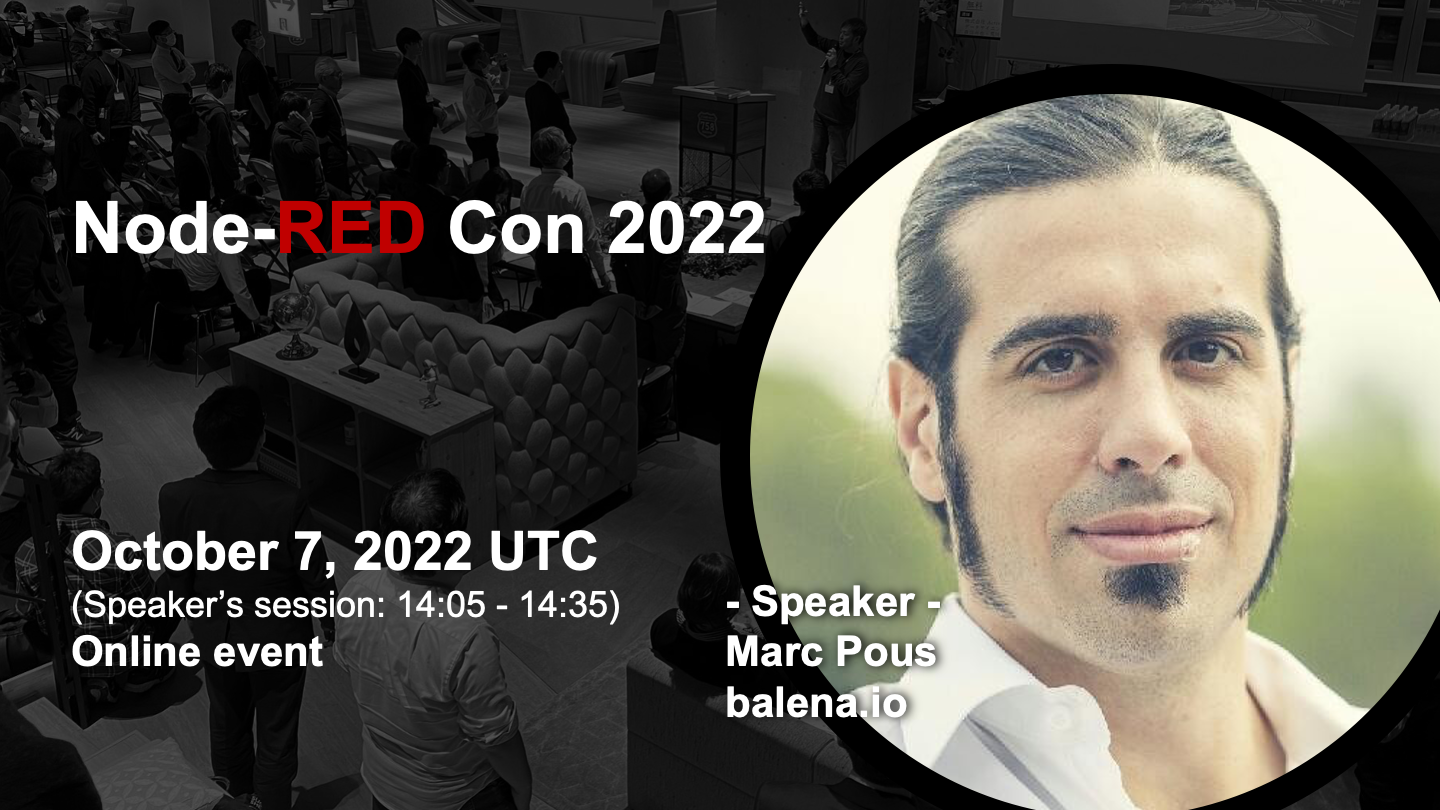 Node-RED Con 2022
October 7, 2022 UTC
(Speaker’s session: 14:05 - 14:35)
Online event
- Speaker -
Marc Pous
balena.io